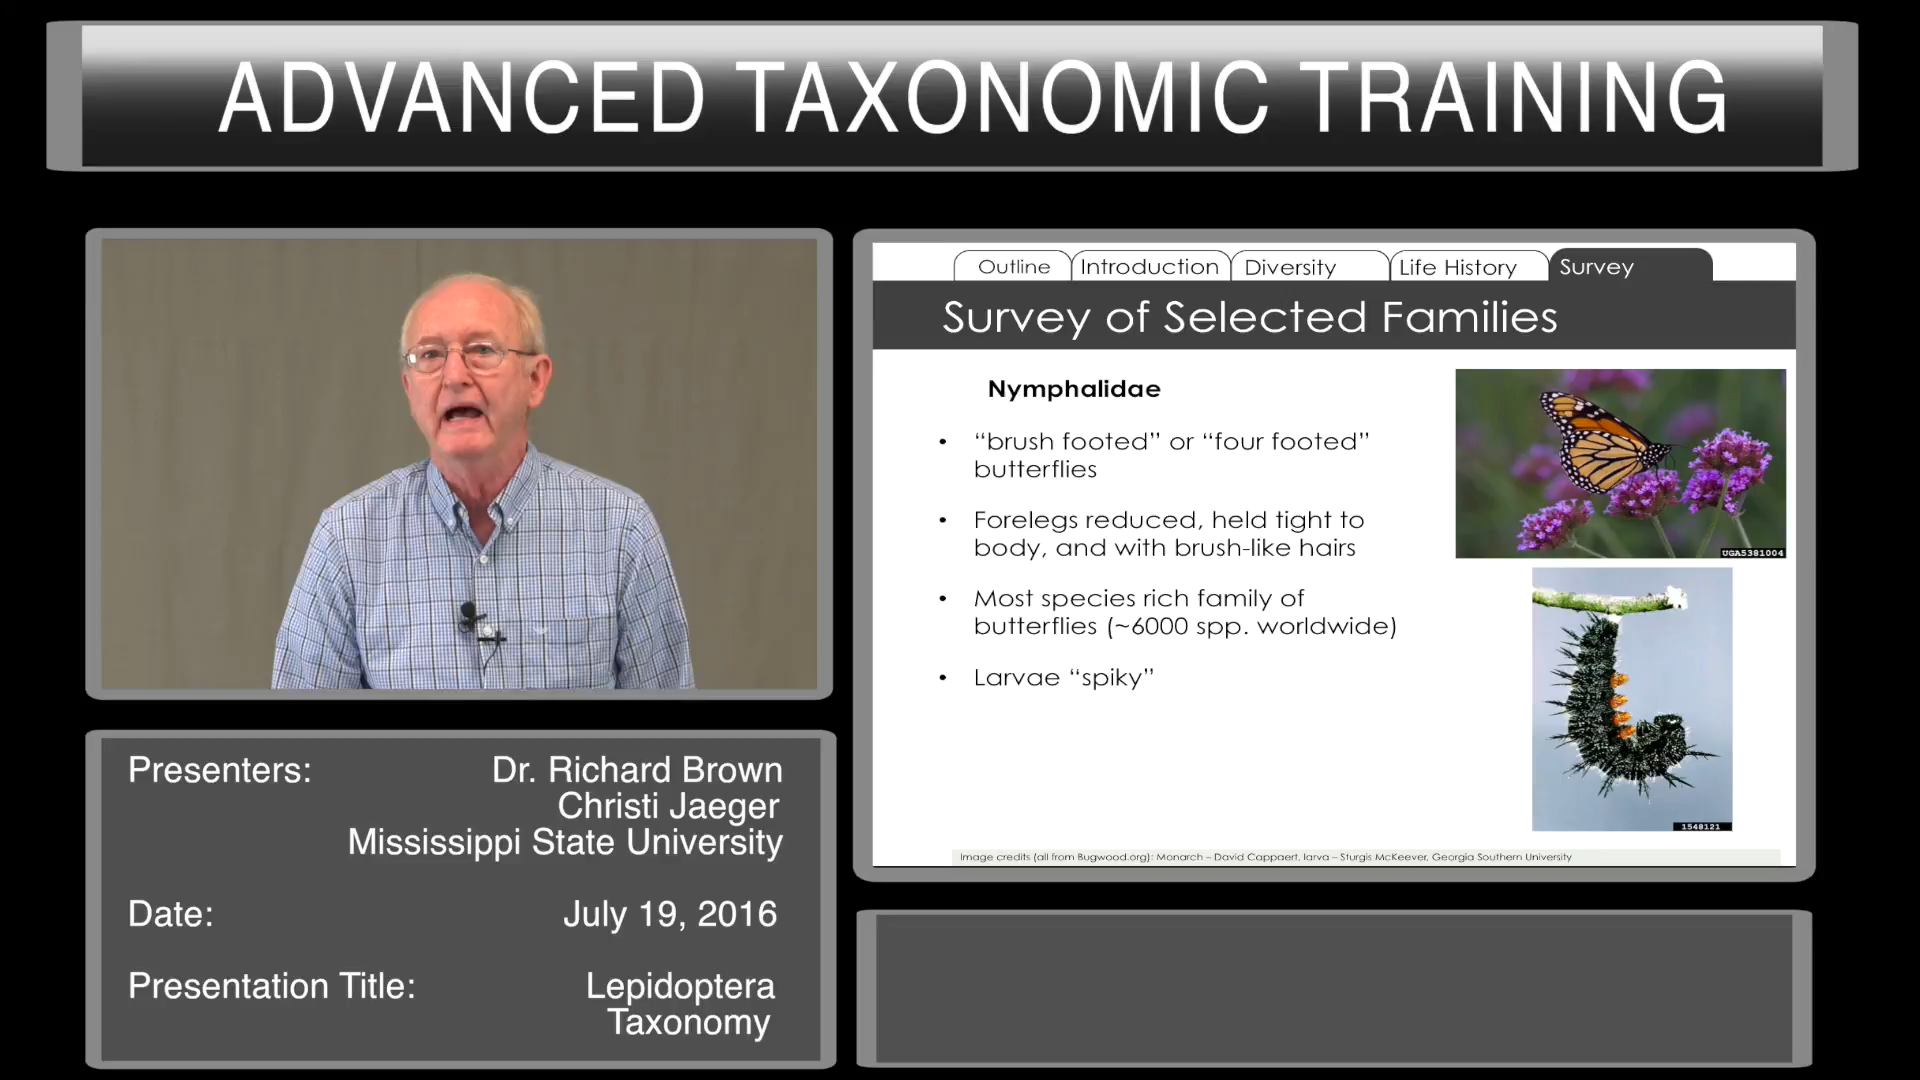 ADVANCED TAXONOMIC TRAINING
Outline
Introduction
Diversity
Life History
Survey
Survey of Selected Families
Nymphalidae
• “brush footed” or “four footed”
butterflies
• Forelegs reduced, held tight to
body, and with brush-like hairs
• Most species rich family of
butterflies (~6000 spp. worldwide)
• Larvae “spiky”
UGA5381004
1548121
Image credits (all from Bugwood.org): Monarch – David Cappaert, larva – Sturgis McKeever, Georgia Southern University
Presenters: Dr. Richard Brown
Christi Jaeger
Mississippi State University
Date: July 19, 2016
Presentation Title: Lepidoptera
Taxonomy